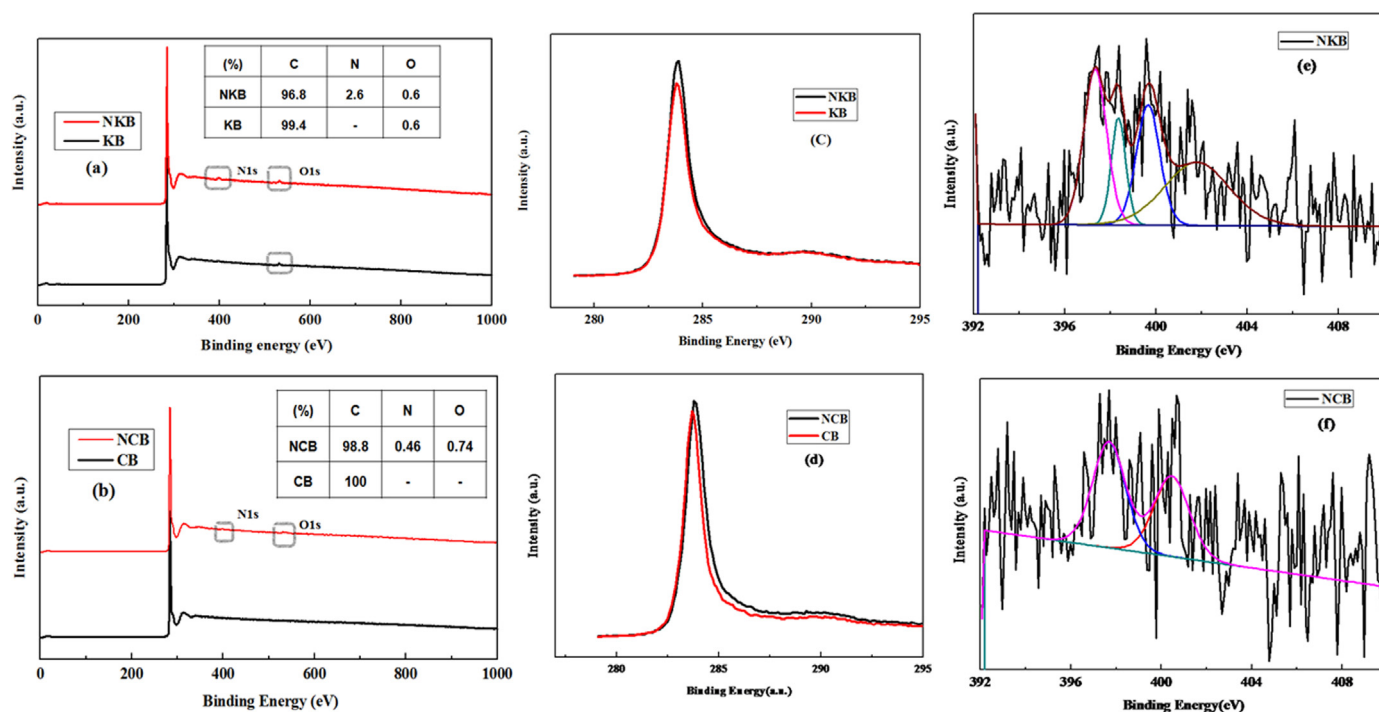 (%) C N O
NKB 96.8 2.6 0.6
KB 99.4 - 0.6
NKB
KB
(a)
N1s
O1s
Intensity (a.u.)
0 200 400 600 800 1000
Binding energy (eV)
NKB
KB
(C)
Intensity (a.u.)
280 285 290 295
Binding Energy (eV)
NKB
(e)
Intensity (a.u.)
392 396 400 404 408
Binding Energy (eV)
(%) C N O
NCB 98.8 0.46 0.74
CB 100 - -
NCB
CB
(b)
N1s
O1s
Intensity (a.u.)
0 200 400 600 800 1000
Binding Energy (eV)
NCB
CB
(d)
Intensity (a.u.)
280 285 290 295
Binding Energy(a.u.)
NCB
(f)
Intensity (a.u.)
392 396 400 404 408
Binding Energy(eV)